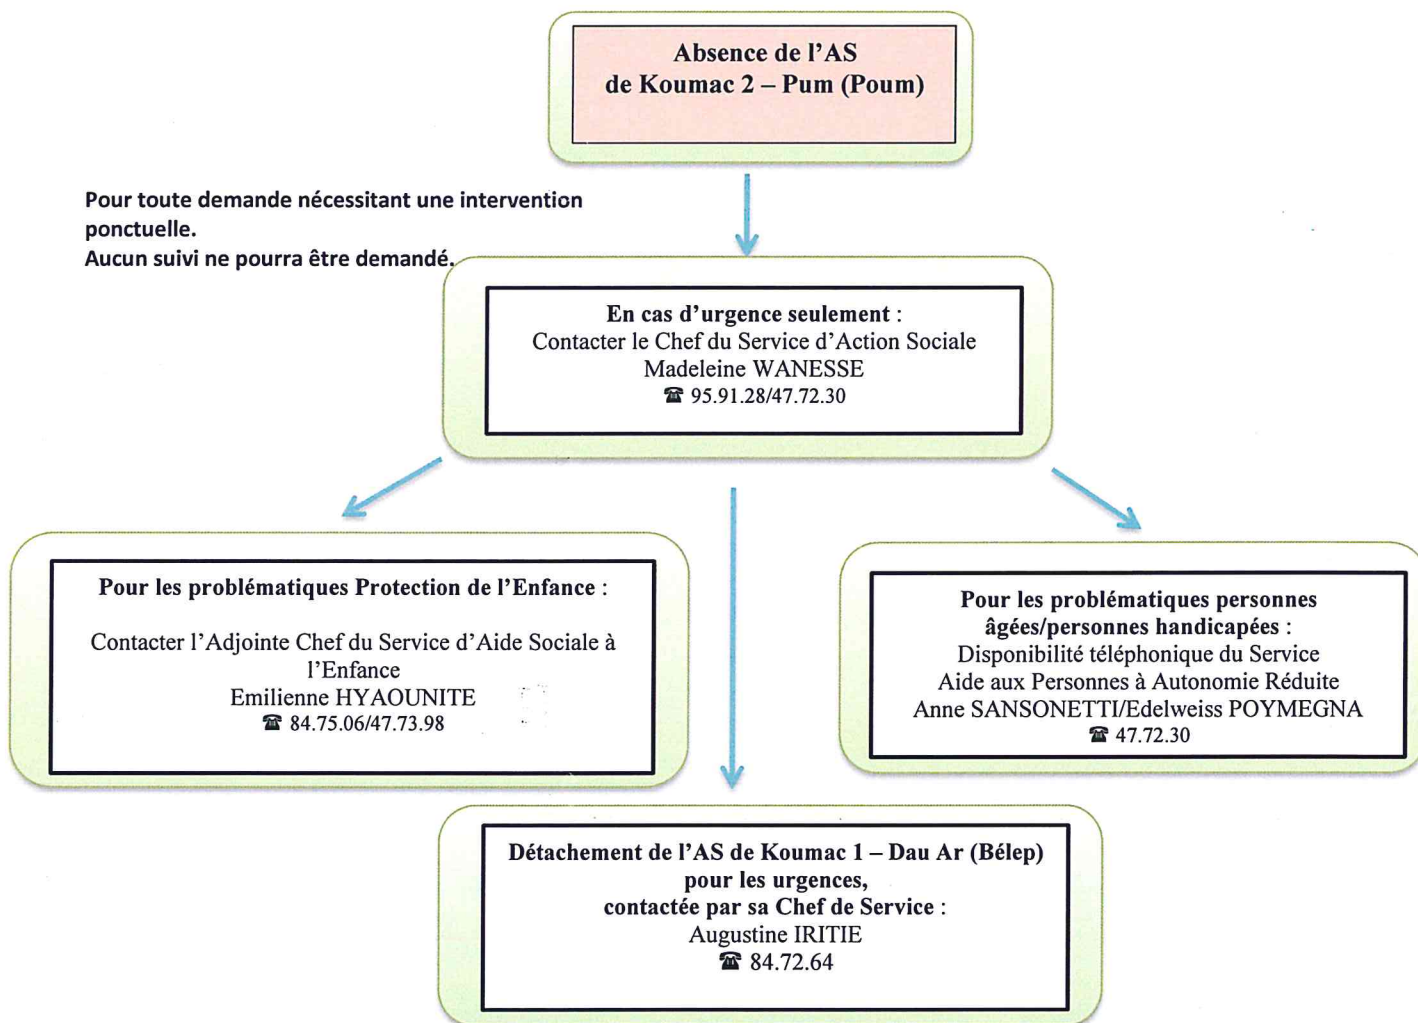 Absence de l'AS
de Koumac 2 – Pum (Poum)
Pour toute demande nécessitant une intervention
ponctuelle.
Aucun suivi ne pourra être demandé.
En cas d'urgence seulement :
Contacter le Chef du Service d'Action Sociale
Madeleine WANESSE
☎ 95.91.28/47.72.30
Pour les problématiques Protection de l'Enfance :
Contacter l'Adjointe Chef du Service d'Aide Sociale à
l'Enfance
Emilienne HYAOUNITE
☎ 84.75.06/47.73.98
Pour les problématiques personnes
âgées/personnes handicapées :
Disponibilité téléphonique du Service
Aide aux Personnes à Autonomie Réduite
Anne SANSONETTI/Edelweiss POYMEGNA
☎ 47.72.30
Détachement de l'AS de Koumac 1 – Dau Ar (Bélep)
pour les urgences,
contactée par sa Chef de Service :
Augustine IRITIE
☎ 84.72.64